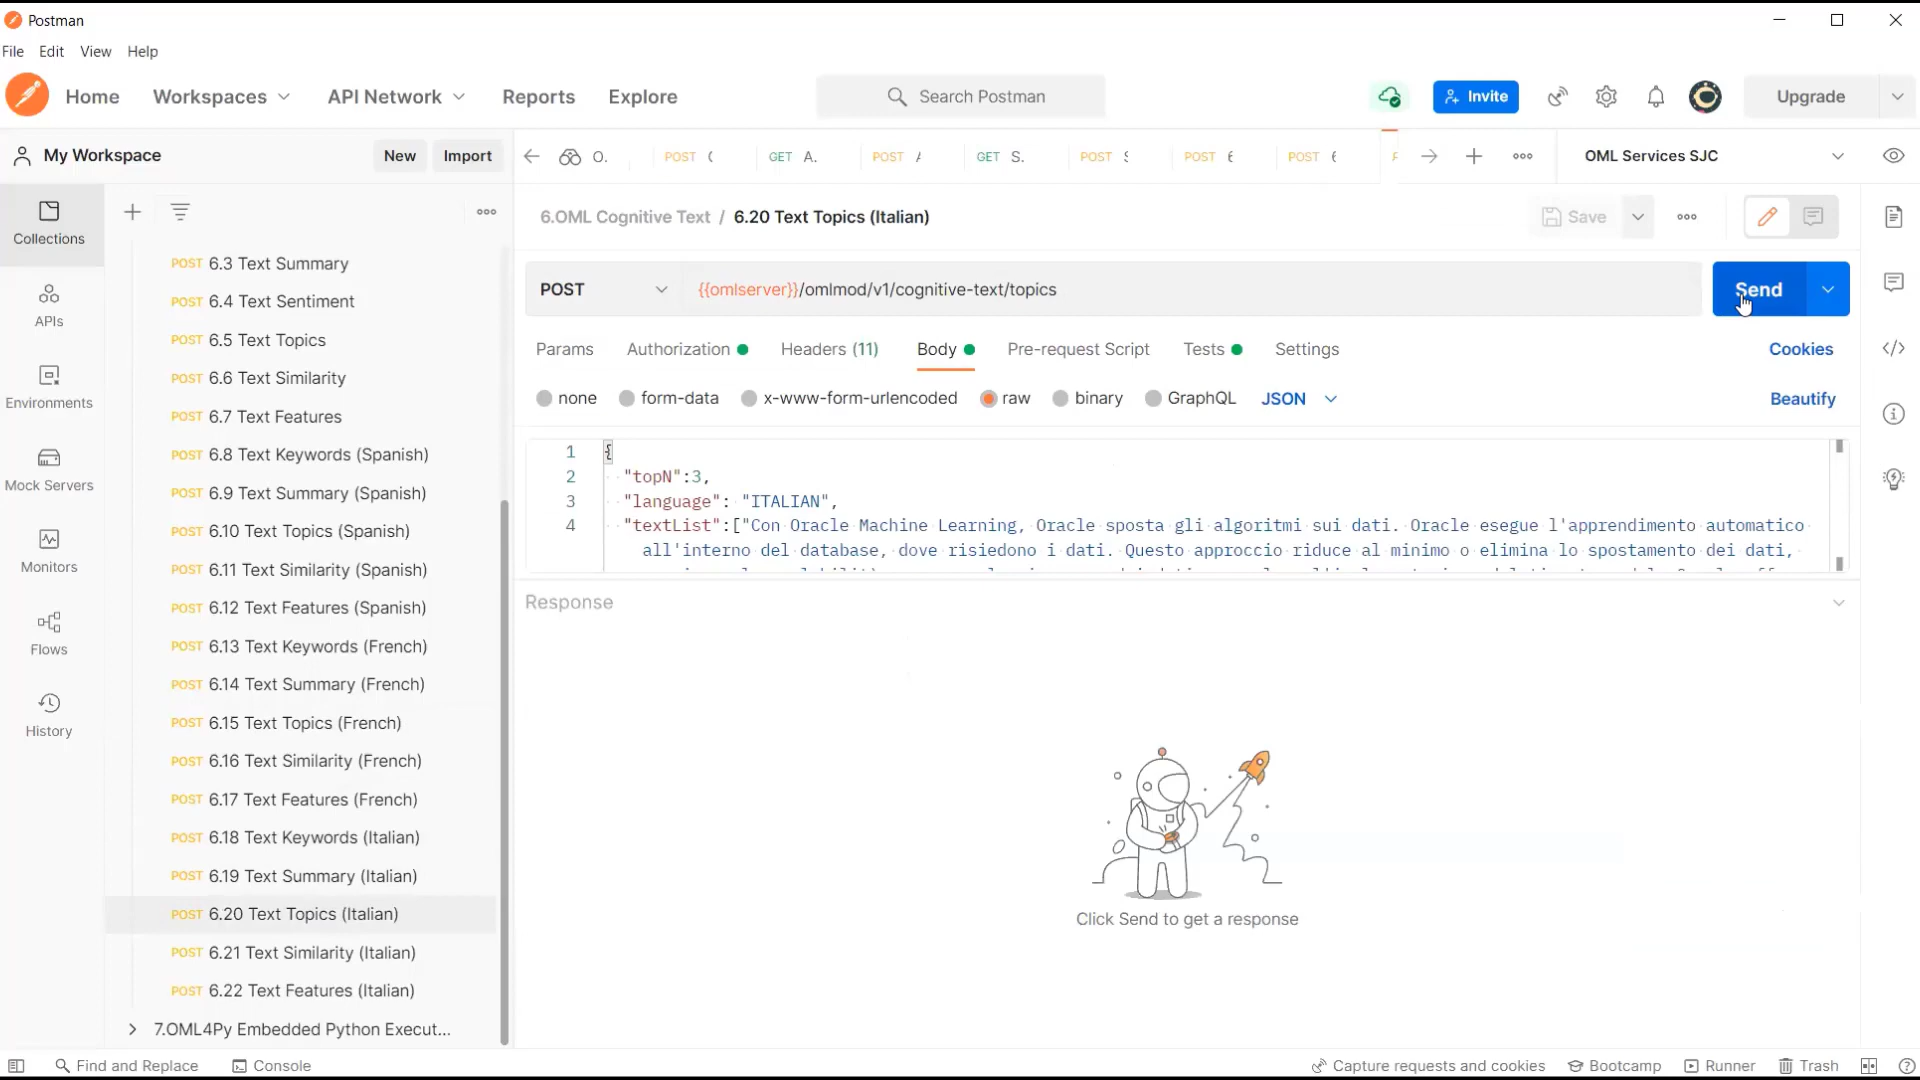 Postman
File Edit View Help
Home Workspaces API Network Reports Explore Search Postman Invite Upgrade
My Workspace New Import O. POST GET A. POST GET S. POST POST POST OML Services SJC
Collections
APIs
Environments
Mock Servers
Monitors
Flows
History
POST 6.3 Text Summary
POST 6.4 Text Sentiment
POST 6.5 Text Topics
POST 6.6 Text Similarity
POST 6.7 Text Features
POST 6.8 Text Keywords (Spanish)
POST 6.9 Text Summary (Spanish)
POST 6.10 Text Topics (Spanish)
POST 6.11 Text Similarity (Spanish)
POST 6.12 Text Features (Spanish)
POST 6.13 Text Keywords (French)
POST 6.14 Text Summary (French)
POST 6.15 Text Topics (French)
POST 6.16 Text Similarity (French)
POST 6.17 Text Features (French)
POST 6.18 Text Keywords (Italian)
POST 6.19 Text Summary (Italian)
POST 6.20 Text Topics (Italian)
POST 6.21 Text Similarity (Italian)
POST 6.22 Text Features (Italian)
7.OML4Py Embedded Python Execut...
6.OML Cognitive Text / 6.20 Text Topics (Italian) Save
POST {{omlserver}}/omlmod/v1/cognitive-text/topics Send
Params Authorization Headers (11) Body Pre-request Script Tests Settings Cookies
none form-data x-www-form-urlencoded raw binary GraphQL JSON Beautify
1 {
2 "topN":3,
3 "language": "ITALIAN",
4 "textList":["Con Oracle Machine Learning, Oracle sposta gli algoritmi sui dati. Oracle esegue l'apprendimento automatico
all'interno del database, dove risiedono i dati. Questo approccio riduce al minimo o elimina lo spostamento dei dati,
Response
Click Send to get a response
Find and Replace Console Capture requests and cookies Bootcamp Runner Trash